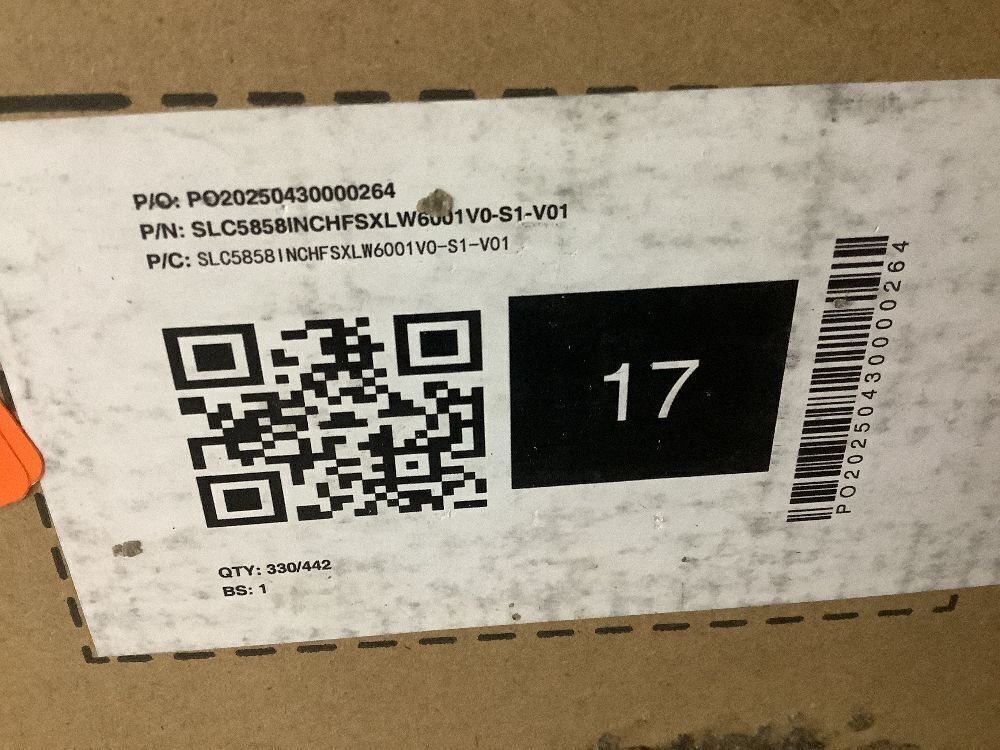 P/O: PO20250430000264
P/N: SLC5858INCHFSXLW6001V0-S1-V01
P/C: SLC5858INCHFSXLW6001V0-S1-V01
17
PO20250430000264
QTY: 330/442
BS: 1